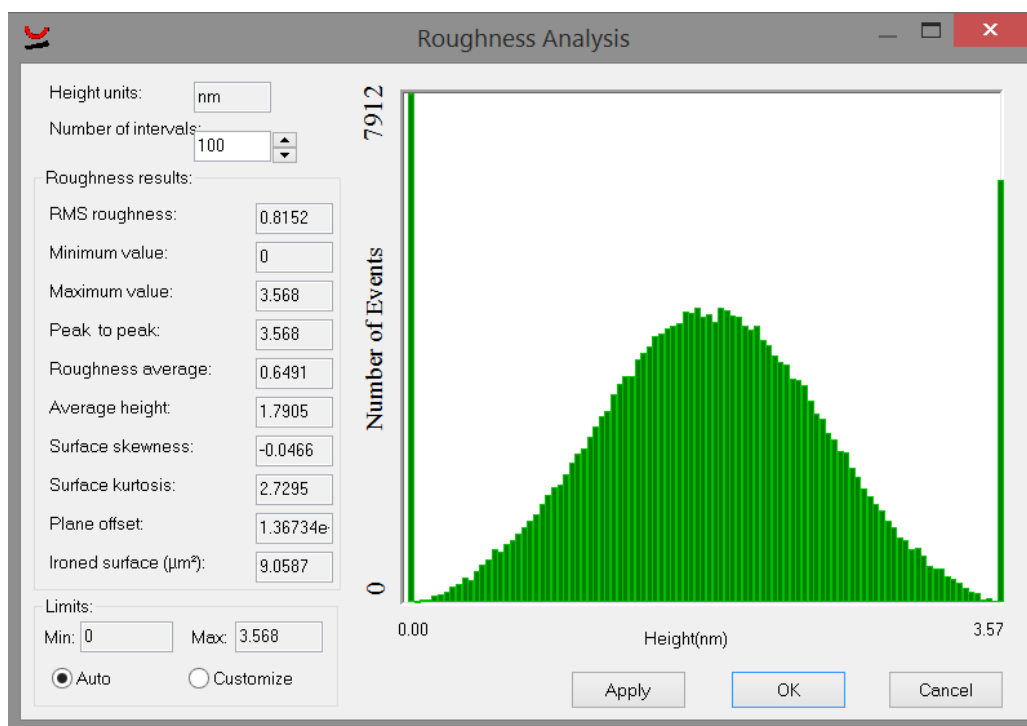 Roughness Analysis
Height units: nm
Number of intervals: 100
Roughness results:
RMS roughness: 0.8152
Minimum value: 0
Maximum value: 3.568
Peak to peak: 3.568
Roughness average: 0.6491
Average height: 1.7905
Surface skewness: -0.0466
Surface kurtosis: 2.7295
Plane offset: 1.36734e-
Ironed surface (µm²): 9.0587
Limits:
Min: 0 Max: 3.568
Auto Customize
7912
Number of Events
0
0.00 Height(nm) 3.57
Apply OK Cancel